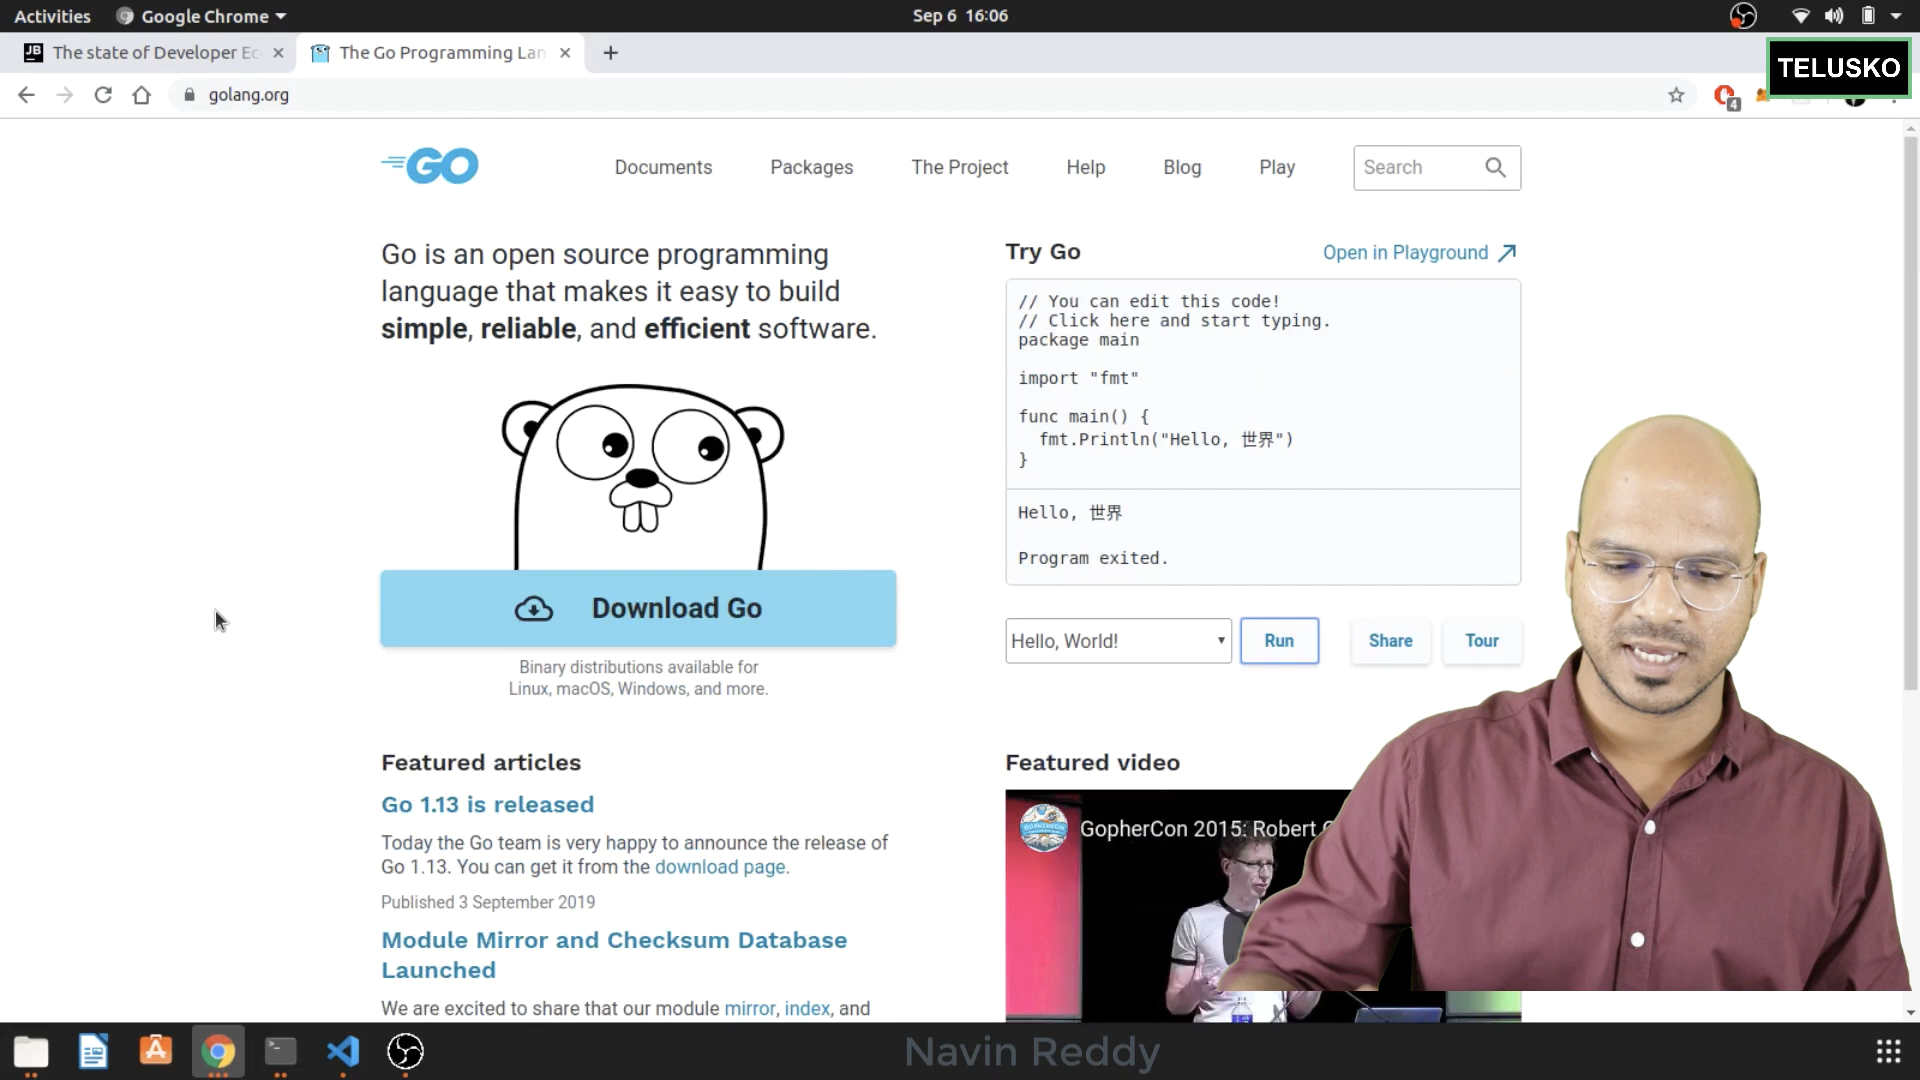 Activities
Google Chrome
Sep 6 16:06
JB
The state of Developer Ec
The Go Programming Lan
TELUSKO
golang.org
4
GO
Documents
Packages
The Project
Help
Blog
Play
Search
Go is an open source programming
language that makes it easy to build
simple, reliable, and efficient software.
Download Go
Binary distributions available for
Linux, macOS, Windows, and more.
Try Go
Open in Playground
// You can edit this code!
// Click here and start typing.
package main
import "fmt"
func main() {
fmt.Println("Hello, 世界")
}
Hello, 世界
Program exited.
Hello, World!
Run
Share
Tour
Featured articles
Go 1.13 is released
Today the Go team is very happy to announce the release of
Go 1.13. You can get it from the download page.
Published 3 September 2019
Module Mirror and Checksum Database
Launched
We are excited to share that our module mirror, index, and
Featured video
GopherCon 2015: Robert
Navin Reddy